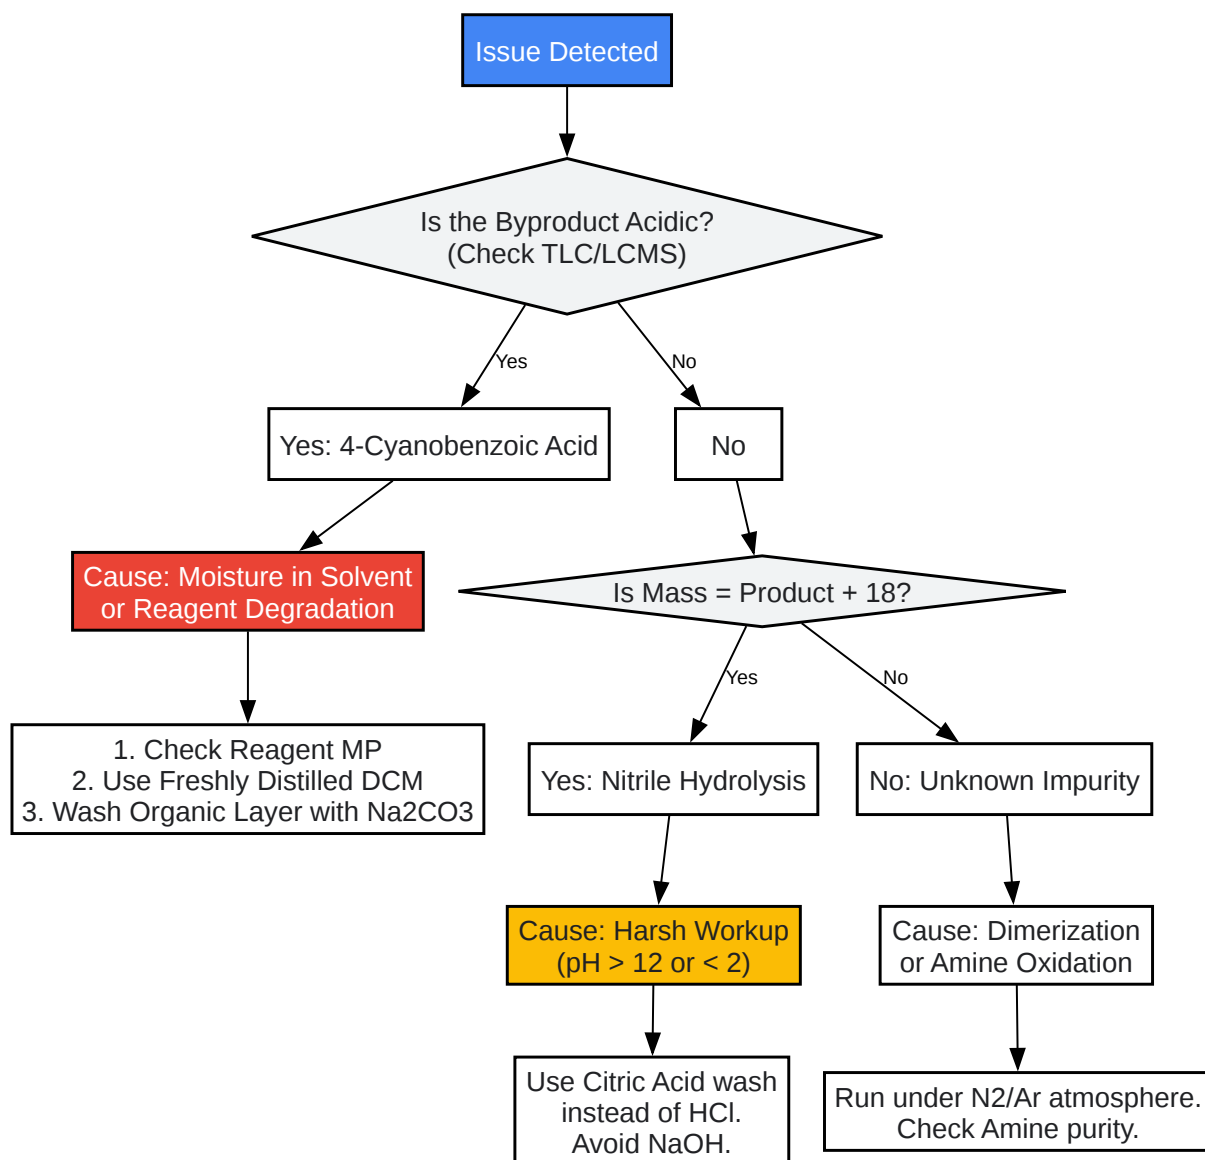 Issue Detected
Is the Byproduct Acidic?
(Check TLC/LCMS)
Yes
No
Yes: 4-Cyanobenzoic Acid
No
Cause: Moisture in Solvent
or Reagent Degradation
Is Mass = Product + 18?
Yes
No
1. Check Reagent MP
2. Use Freshly Distilled DCM
3. Wash Organic Layer with Na2CO3
Yes: Nitrile Hydrolysis
No: Unknown Impurity
Cause: Harsh Workup
(pH > 12 or < 2)
Cause: Dimerization
or Amine Oxidation
Use Citric Acid wash
instead of HCl.
Avoid NaOH.
Run under N2/Ar atmosphere.
Check Amine purity.